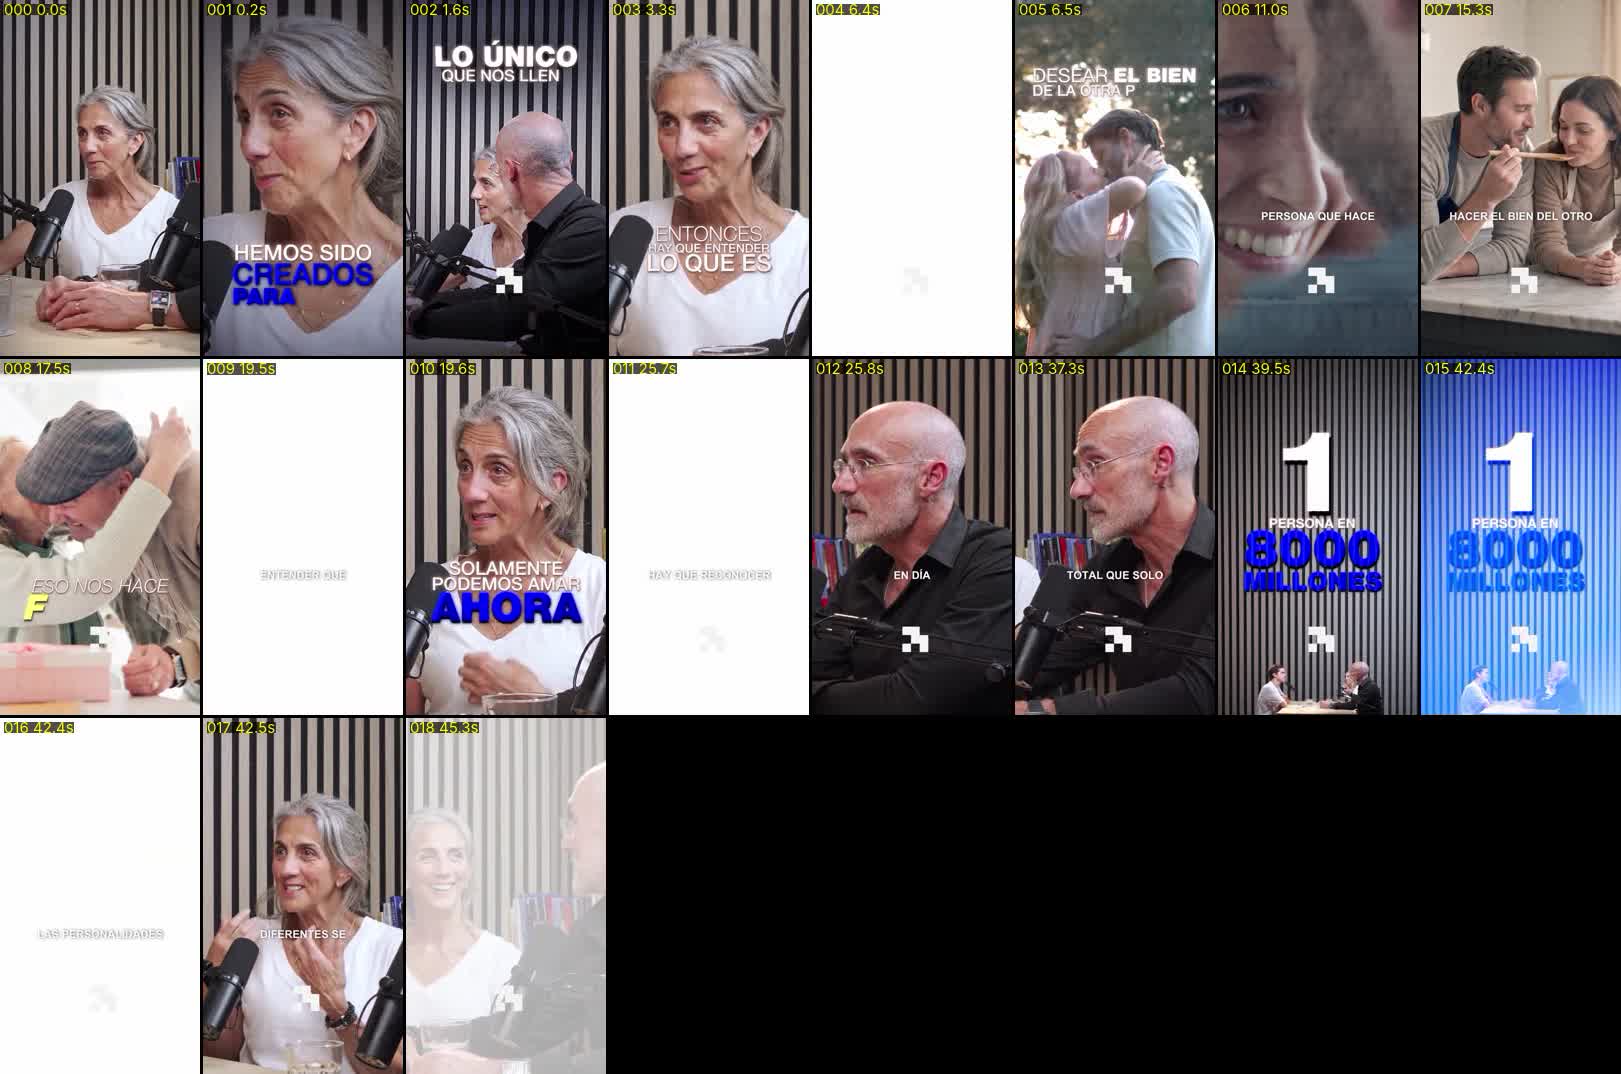 000 0.0s
001 0.2s
HEMOS SIDO
CREADOS
PARA
002 1.6s
LO ÚNICO
QUE NOS LLEN
003 3.3s
ENTONCES
HAY QUE ENTENDER
LO QUE ES
004 6.4s
005 6.5s
DESEAR EL BIEN
DE LA OTRA P
006 11.0s
PERSONA QUE HACE
007 15.3s
HACER EL BIEN DEL OTRO
008 17.5s
ESO NOS HACE
F
009 19.5s
ENTENDER QUE
010 19.6s
SOLAMENTE
PODEMOS AMAR
AHORA
011 25.7s
HAY QUE RECONOCER
012 25.8s
EN DÍA
013 37.3s
TOTAL QUE SOLO
014 39.5s
1
PERSONA EN
8000
MILLONES
015 42.4s
1
PERSONA EN
8000
MILLONES
016 42.4s
LAS PERSONALIDADES
017 42.5s
DIFERENTES SE
018 45.3s